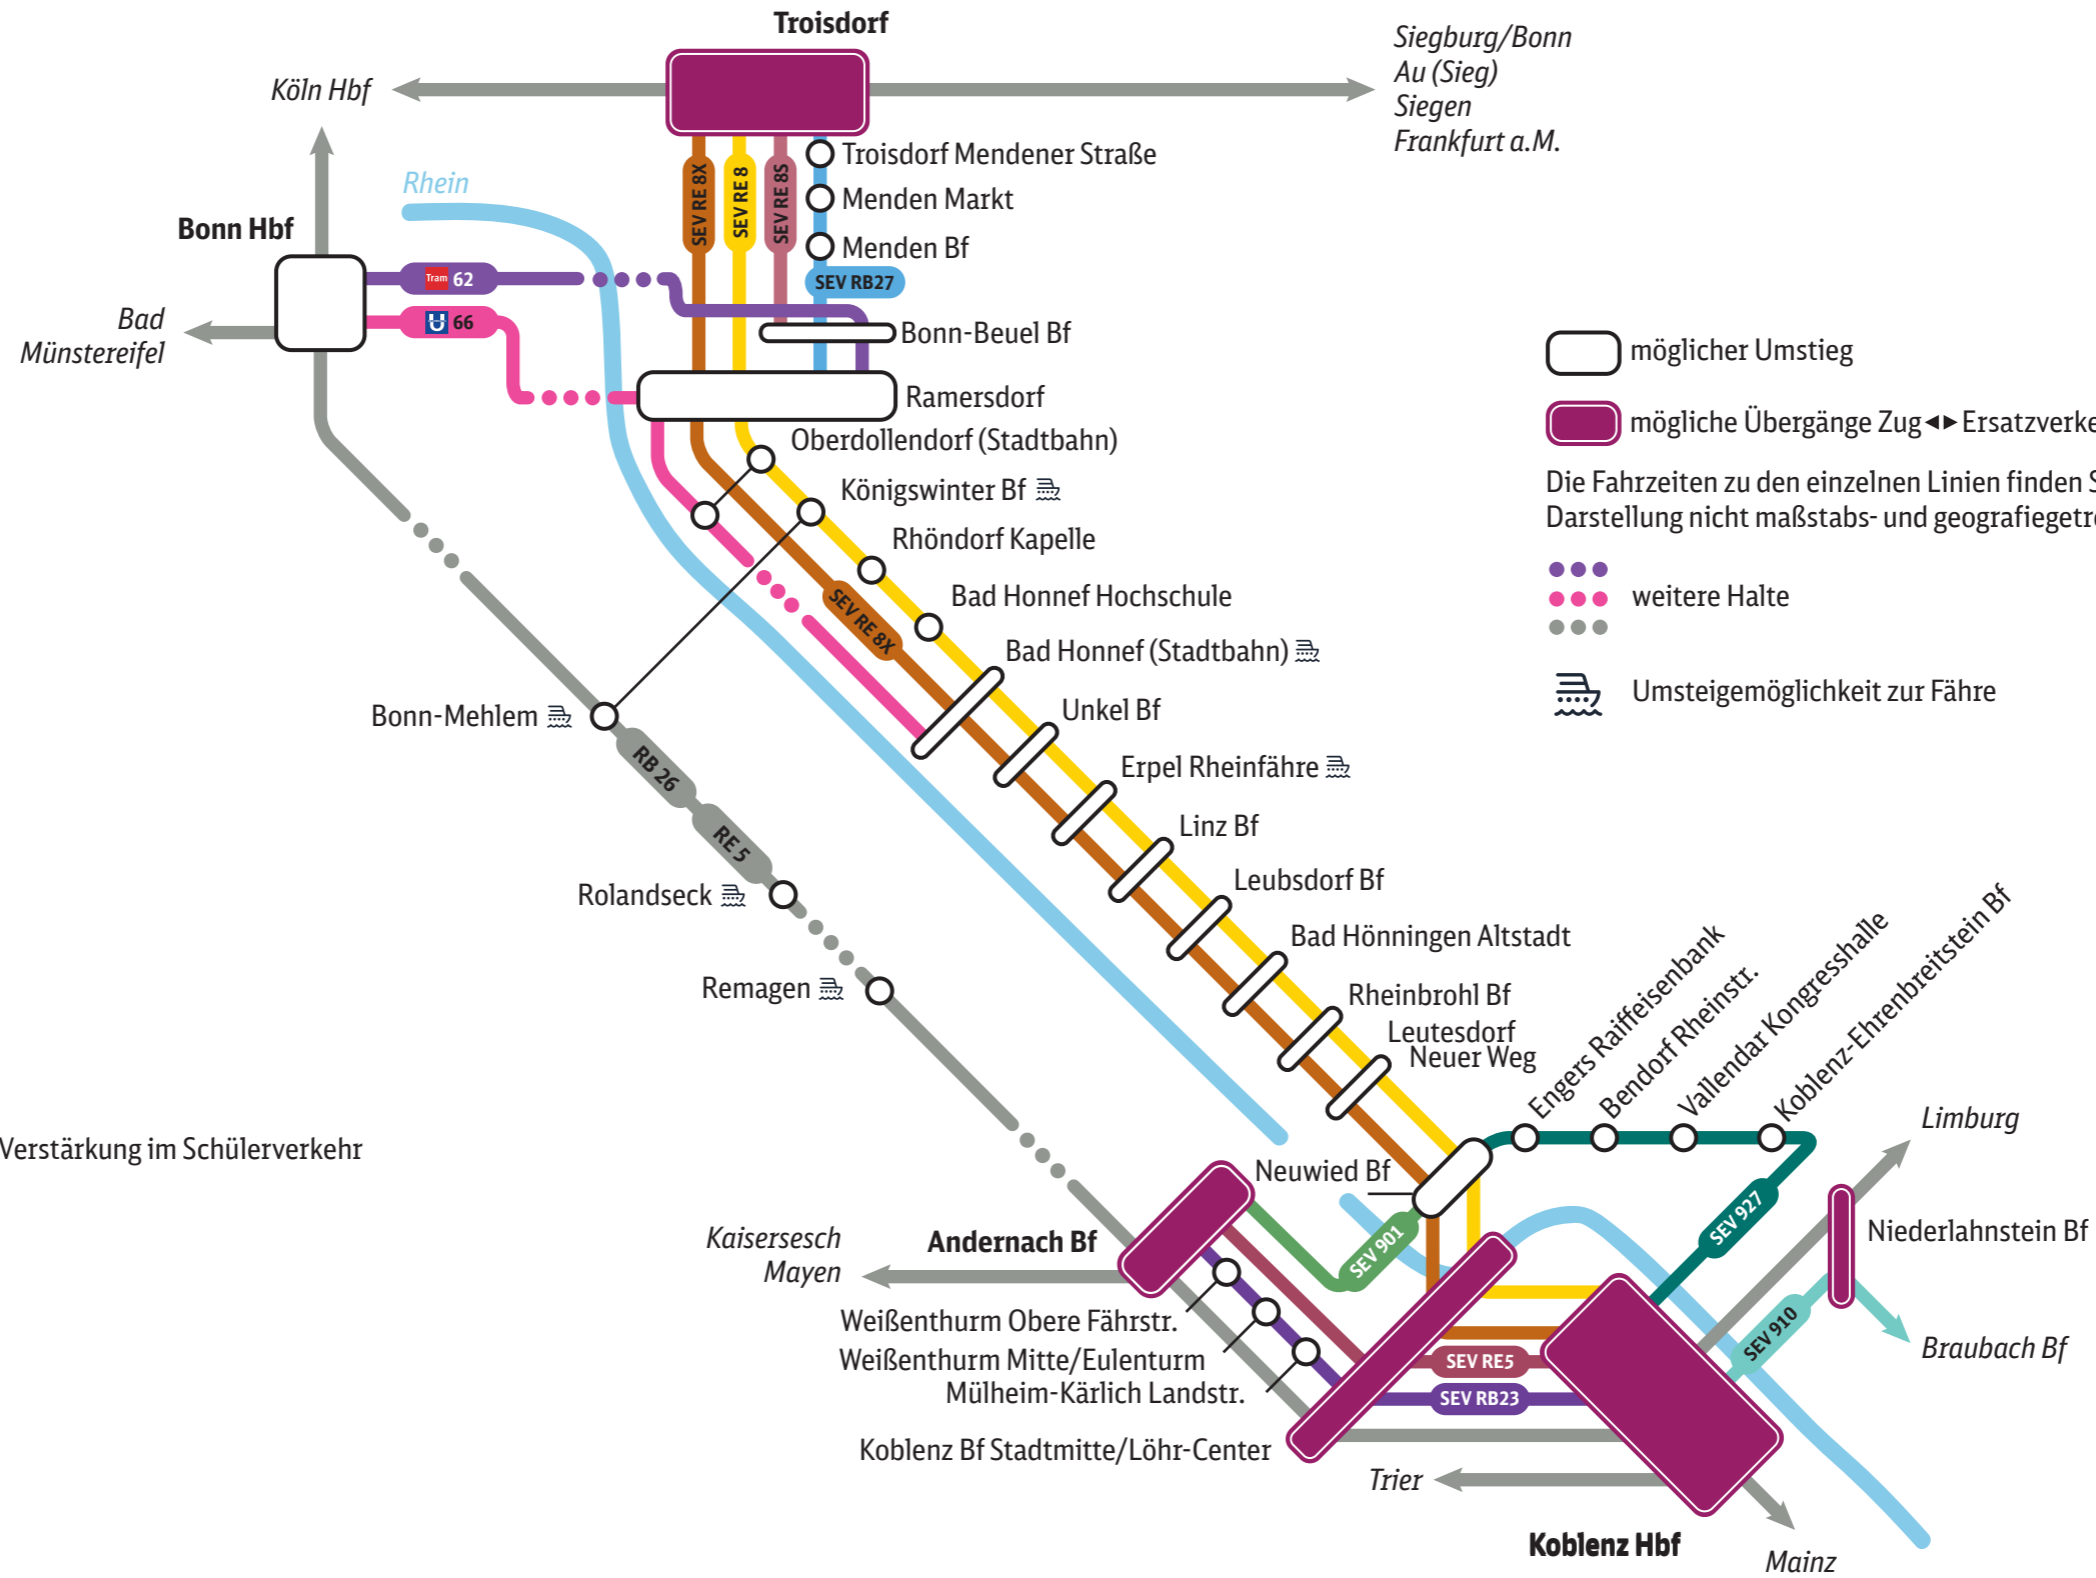 Troisdorf
Köln Hbf
Siegburg/Bonn
Au (Sieg)
Siegen
Frankfurt a.M.
SEV RE 8X
SEV RE 8
SEV RE 8S
Troisdorf Mendener Straße
Menden Markt
Menden Bf
SEV RB27
Rhein
Bonn Hbf
Tram 62
U 66
Bad
Münstereifel
Bonn-Beuel Bf
Ramersdorf
Oberdollendorf (Stadtbahn)
Königswinter Bf
Rhöndorf Kapelle
Bad Honnef Hochschule
SEV RE 8X
Bad Honnef (Stadtbahn)
Unkel Bf
Erpel Rheinfähre
Linz Bf
Leubsdorf Bf
Bad Hönningen Altstadt
Rheinbrohl Bf
Leutesdorf
Neuer Weg
möglicher Umstieg
mögliche Übergänge Zug◄►Ersatzverke
Die Fahrzeiten zu den einzelnen Linien finden S
Darstellung nicht maßstabs- und geografiegetre
weitere Halte
Umsteigemöglichkeit zur Fähre
Bonn-Mehlem
RB 26
RE 5
Rolandseck
Remagen
Verstärkung im Schülerverkehr
Engers Raiffeisenbank
Bendorf Rheinstr.
Vallendar Kongresshalle
Koblenz-Ehrenbreitstein Bf
Limburg
Neuwied Bf
SEV 901
SEV 927
Niederlahnstein Bf
SEV 910
Braubach Bf
Kaisersesch
Mayen
Andernach Bf
Weißenthurm Obere Fährstr.
Weißenthurm Mitte/Eulenturm
Mülheim-Kärlich Landstr.
SEV RE5
SEV RB23
Koblenz Bf Stadtmitte/Löhr-Center
Trier
Koblenz Hbf
Mainz